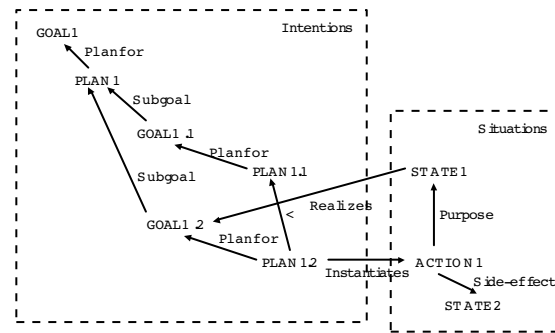 Intentions
GOAL1
Planfor
PLAN1
Subgoal
Situations
GOAL1.1
Planfor
PLAN1.1
STATE1
Subgoal
<
Realizes
Purpose
GOAL1.2
Planfor
PLAN1.2
Instantiates
ACTION1
Side-effect
STATE2